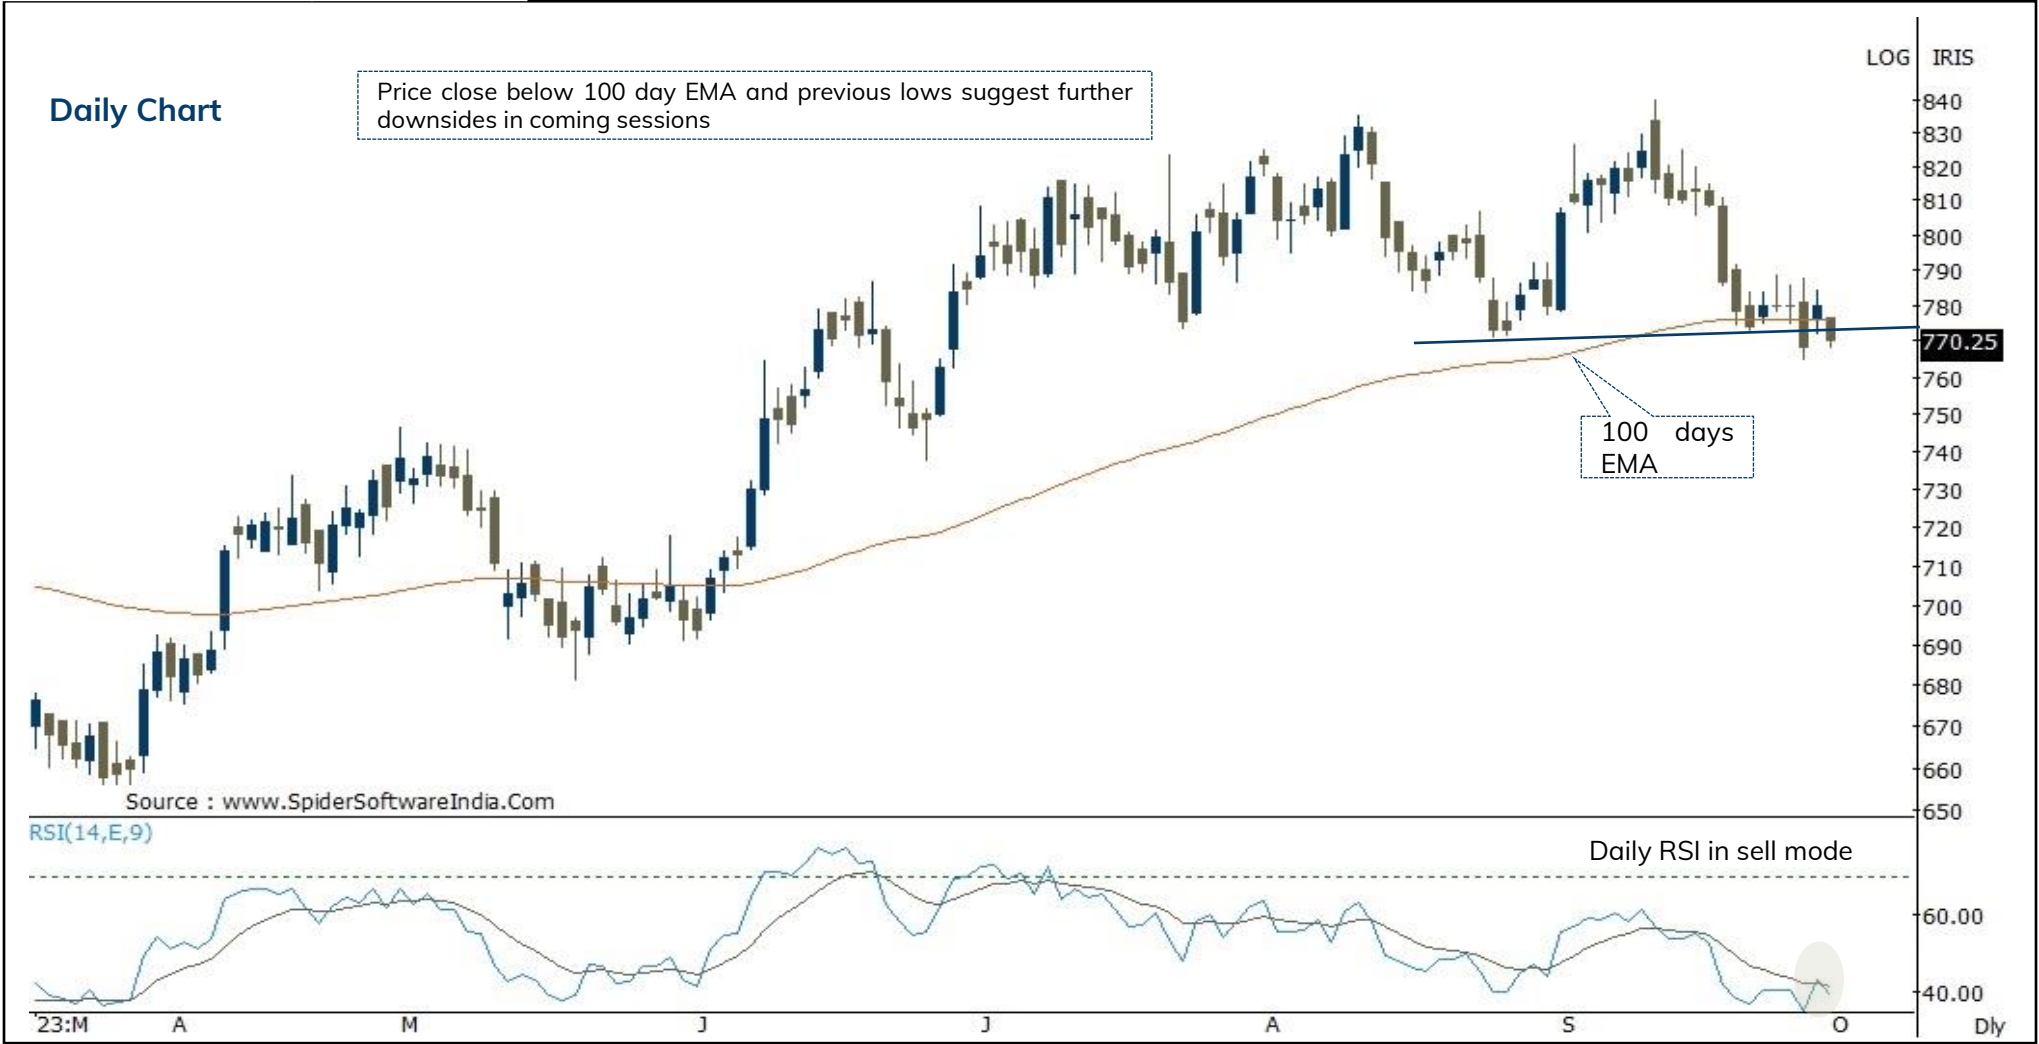 LOG IRIS
Daily Chart
Price close below 100 day EMA and previous lows suggest further
downsides in coming sessions
840
830
820
810
800
790
780
770.25
760
750
740
730
720
710
700
690
680
670
660
650
100 days
EMA
Source : www.SpiderSoftwareIndia.Com
RSI(14,E,9)
Daily RSI in sell mode
60.00
40.00
'23:M A M J J A S O Dly